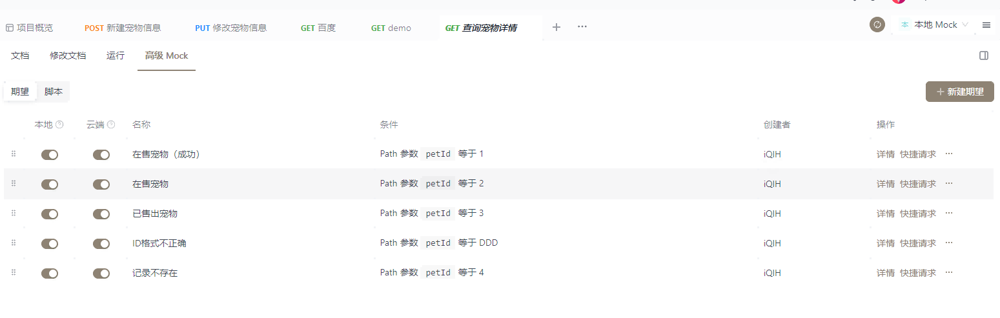 项目概览 POST 新建宠物信息 PUT 修改宠物信息 GET 百度 GET demo GET 查询宠物详情 本 本地 Mock
文档 修改文档 运行 高级 Mock
期望 脚本 新建期望
本地 云端 名称 条件 创建者 操作
在售宠物（成功） Path 参数 petId 等于 1 iQIH 详情 快捷请求 ···
在售宠物 Path 参数 petId 等于 2 iQIH 详情 快捷请求 ···
已售出宠物 Path 参数 petId 等于 3 iQIH 详情 快捷请求 ···
ID格式不正确 Path 参数 petId 等于 DDD iQIH 详情 快捷请求 ···
记录不存在 Path 参数 petId 等于 4 iQIH 详情 快捷请求 ···